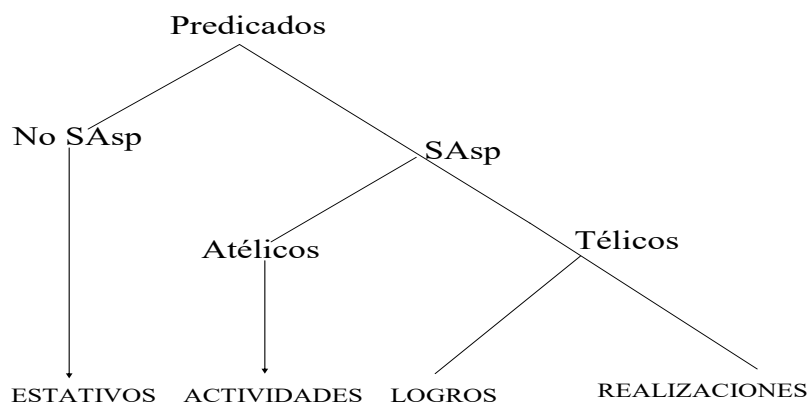 Predicados
No SAsp
SAsp
Atélicos
Télicos
ESTATIVOS ACTIVIDADES LOGROS REALIZACIONES